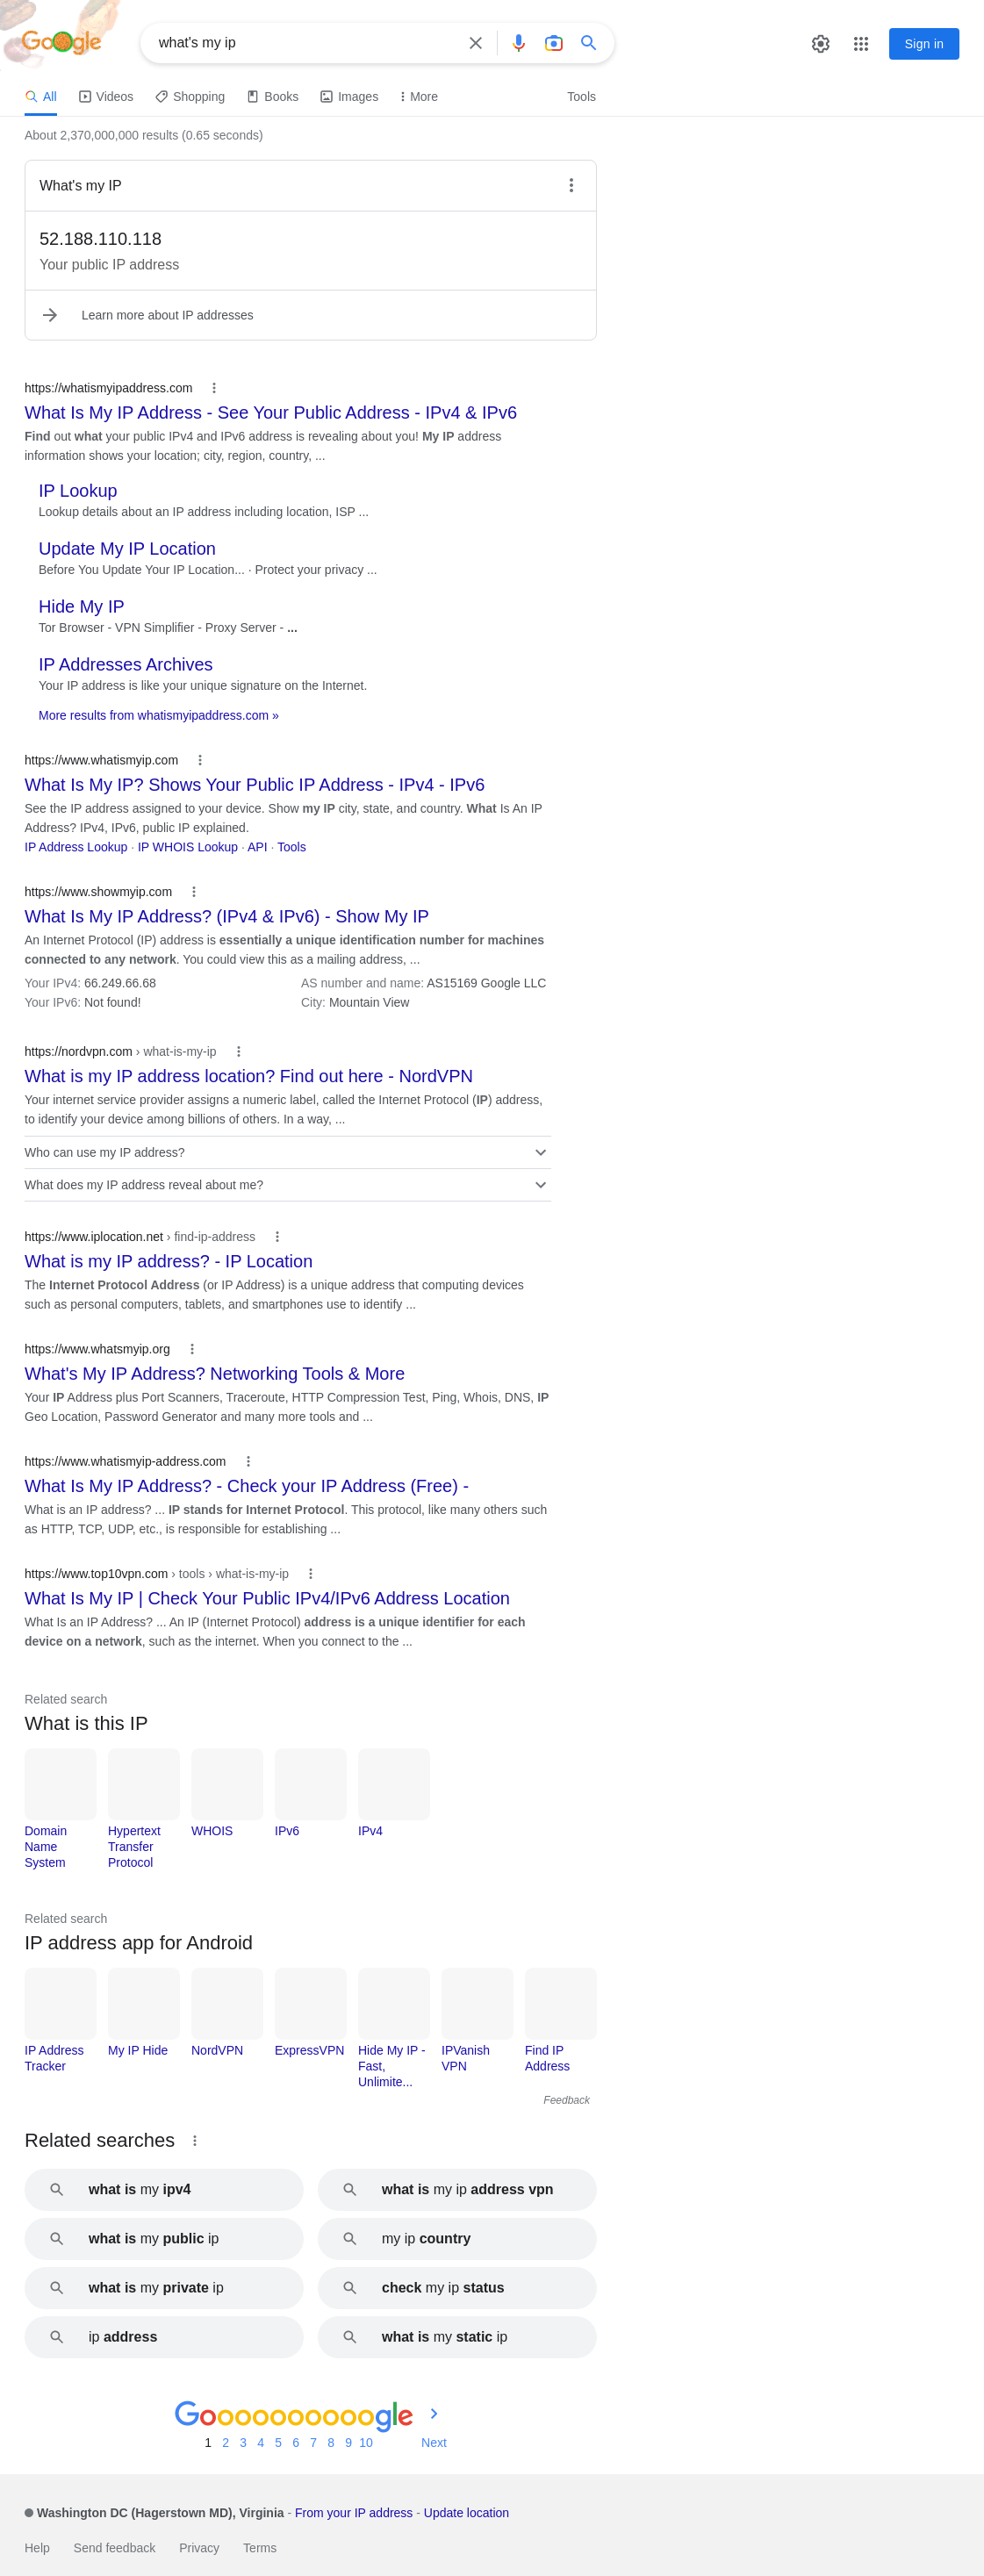 Google
what's my ip
Sign in
All
Videos
Shopping
Books
Images
More
Tools
About 2,370,000,000 results (0.65 seconds)
What's my IP
52.188.110.118
Your public IP address
Learn more about IP addresses
https://whatismyipaddress.com
What Is My IP Address - See Your Public Address - IPv4 & IPv6
Find out what your public IPv4 and IPv6 address is revealing about you! My IP address
information shows your location; city, region, country, ...
IP Lookup
Lookup details about an IP address including location, ISP ...
Update My IP Location
Before You Update Your IP Location... · Protect your privacy ...
Hide My IP
Tor Browser - VPN Simplifier - Proxy Server - ...
IP Addresses Archives
Your IP address is like your unique signature on the Internet.
More results from whatismyipaddress.com »
https://www.whatismyip.com
What Is My IP? Shows Your Public IP Address - IPv4 - IPv6
See the IP address assigned to your device. Show my IP city, state, and country. What Is An IP
Address? IPv4, IPv6, public IP explained.
IP Address Lookup · IP WHOIS Lookup · API · Tools
https://www.showmyip.com
What Is My IP Address? (IPv4 & IPv6) - Show My IP
An Internet Protocol (IP) address is essentially a unique identification number for machines
connected to any network. You could view this as a mailing address, ...
Your IPv4: 66.249.66.68
AS number and name: AS15169 Google LLC
Your IPv6: Not found!
City: Mountain View
https://nordvpn.com › what-is-my-ip
What is my IP address location? Find out here - NordVPN
Your internet service provider assigns a numeric label, called the Internet Protocol (IP) address,
to identify your device among billions of others. In a way, ...
Who can use my IP address?
What does my IP address reveal about me?
https://www.iplocation.net › find-ip-address
What is my IP address? - IP Location
The Internet Protocol Address (or IP Address) is a unique address that computing devices
such as personal computers, tablets, and smartphones use to identify ...
https://www.whatsmyip.org
What's My IP Address? Networking Tools & More
Your IP Address plus Port Scanners, Traceroute, HTTP Compression Test, Ping, Whois, DNS, IP
Geo Location, Password Generator and many more tools and ...
https://www.whatismyip-address.com
What Is My IP Address? - Check your IP Address (Free) -
What is an IP address? ... IP stands for Internet Protocol. This protocol, like many others such
as HTTP, TCP, UDP, etc., is responsible for establishing ...
https://www.top10vpn.com › tools › what-is-my-ip
What Is My IP | Check Your Public IPv4/IPv6 Address Location
What Is an IP Address? ... An IP (Internet Protocol) address is a unique identifier for each
device on a network, such as the internet. When you connect to the ...
Related search
What is this IP
Domain
Name
System
Hypertext
Transfer
Protocol
WHOIS
IPv6
IPv4
Related search
IP address app for Android
IP Address
Tracker
My IP Hide
NordVPN
ExpressVPN
Hide My IP -
Fast,
Unlimite...
IPVanish
VPN
Find IP
Address
Feedback
Related searches
what is my ipv4
what is my ip address vpn
what is my public ip
my ip country
what is my private ip
check my ip status
ip address
what is my static ip
Goooooooooogle
1 2 3 4 5 6 7 8 9 10 Next
Washington DC (Hagerstown MD), Virginia - From your IP address - Update location
Help
Send feedback
Privacy
Terms